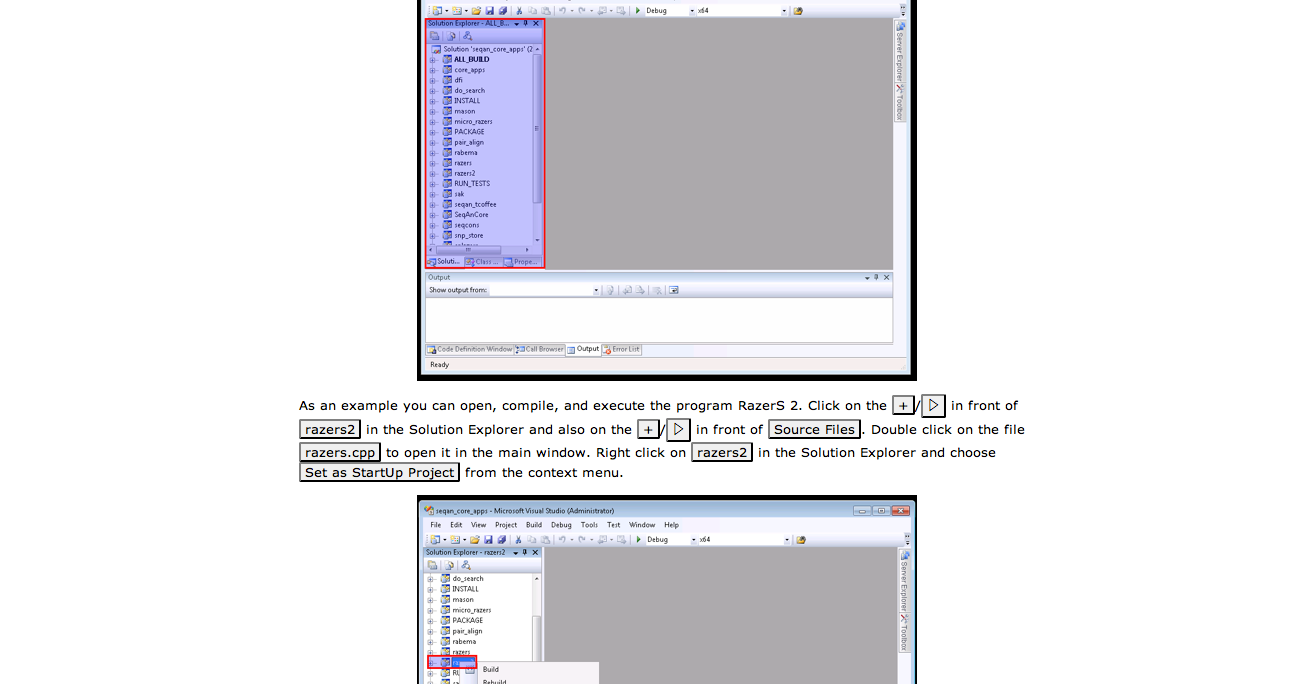 Debug x64
Solution Explorer - ALL_B...
Solution 'seqan_core_apps' (2
ALL_BUILD
core_apps
dfi
do_search
INSTALL
mason
micro_razers
PACKAGE
pair_align
rabema
razers
razers2
RUN_TESTS
sak
seqan_tcoffee
SeqAnCore
seqcons
snp_store
Soluti... Class ... Prope...
Server Explorer
Toolbox
Output
Show output from:
Code Definition Window Call Browser Output Error List
Ready
As an example you can open, compile, and execute the program RazerS 2. Click on the +/▷ in front of
razers2 in the Solution Explorer and also on the +/▷ in front of Source Files. Double click on the file
razers.cpp to open it in the main window. Right click on razers2 in the Solution Explorer and choose
Set as StartUp Project from the context menu.
seqan_core_apps - Microsoft Visual Studio (Administrator)
File Edit View Project Build Debug Tools Test Window Help
Debug x64
Solution Explorer - razers2
do_search
INSTALL
mason
micro_razers
PACKAGE
pair_align
rabema
razers
Build
Rebuild
Server Explorer
Toolbox